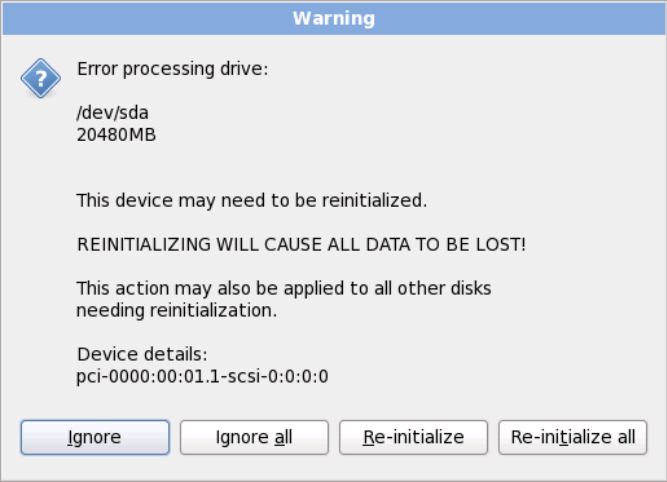 Warning
Error processing drive:
/dev/sda
20480MB
This device may need to be reinitialized.
REINITIALIZING WILL CAUSE ALL DATA TO BE LOST!
This action may also be applied to all other disks
needing reinitialization.
Device details:
pci-0000:00:01.1-scsi-0:0:0:0
Ignore
Ignore all
Re-initialize
Re-initialize all